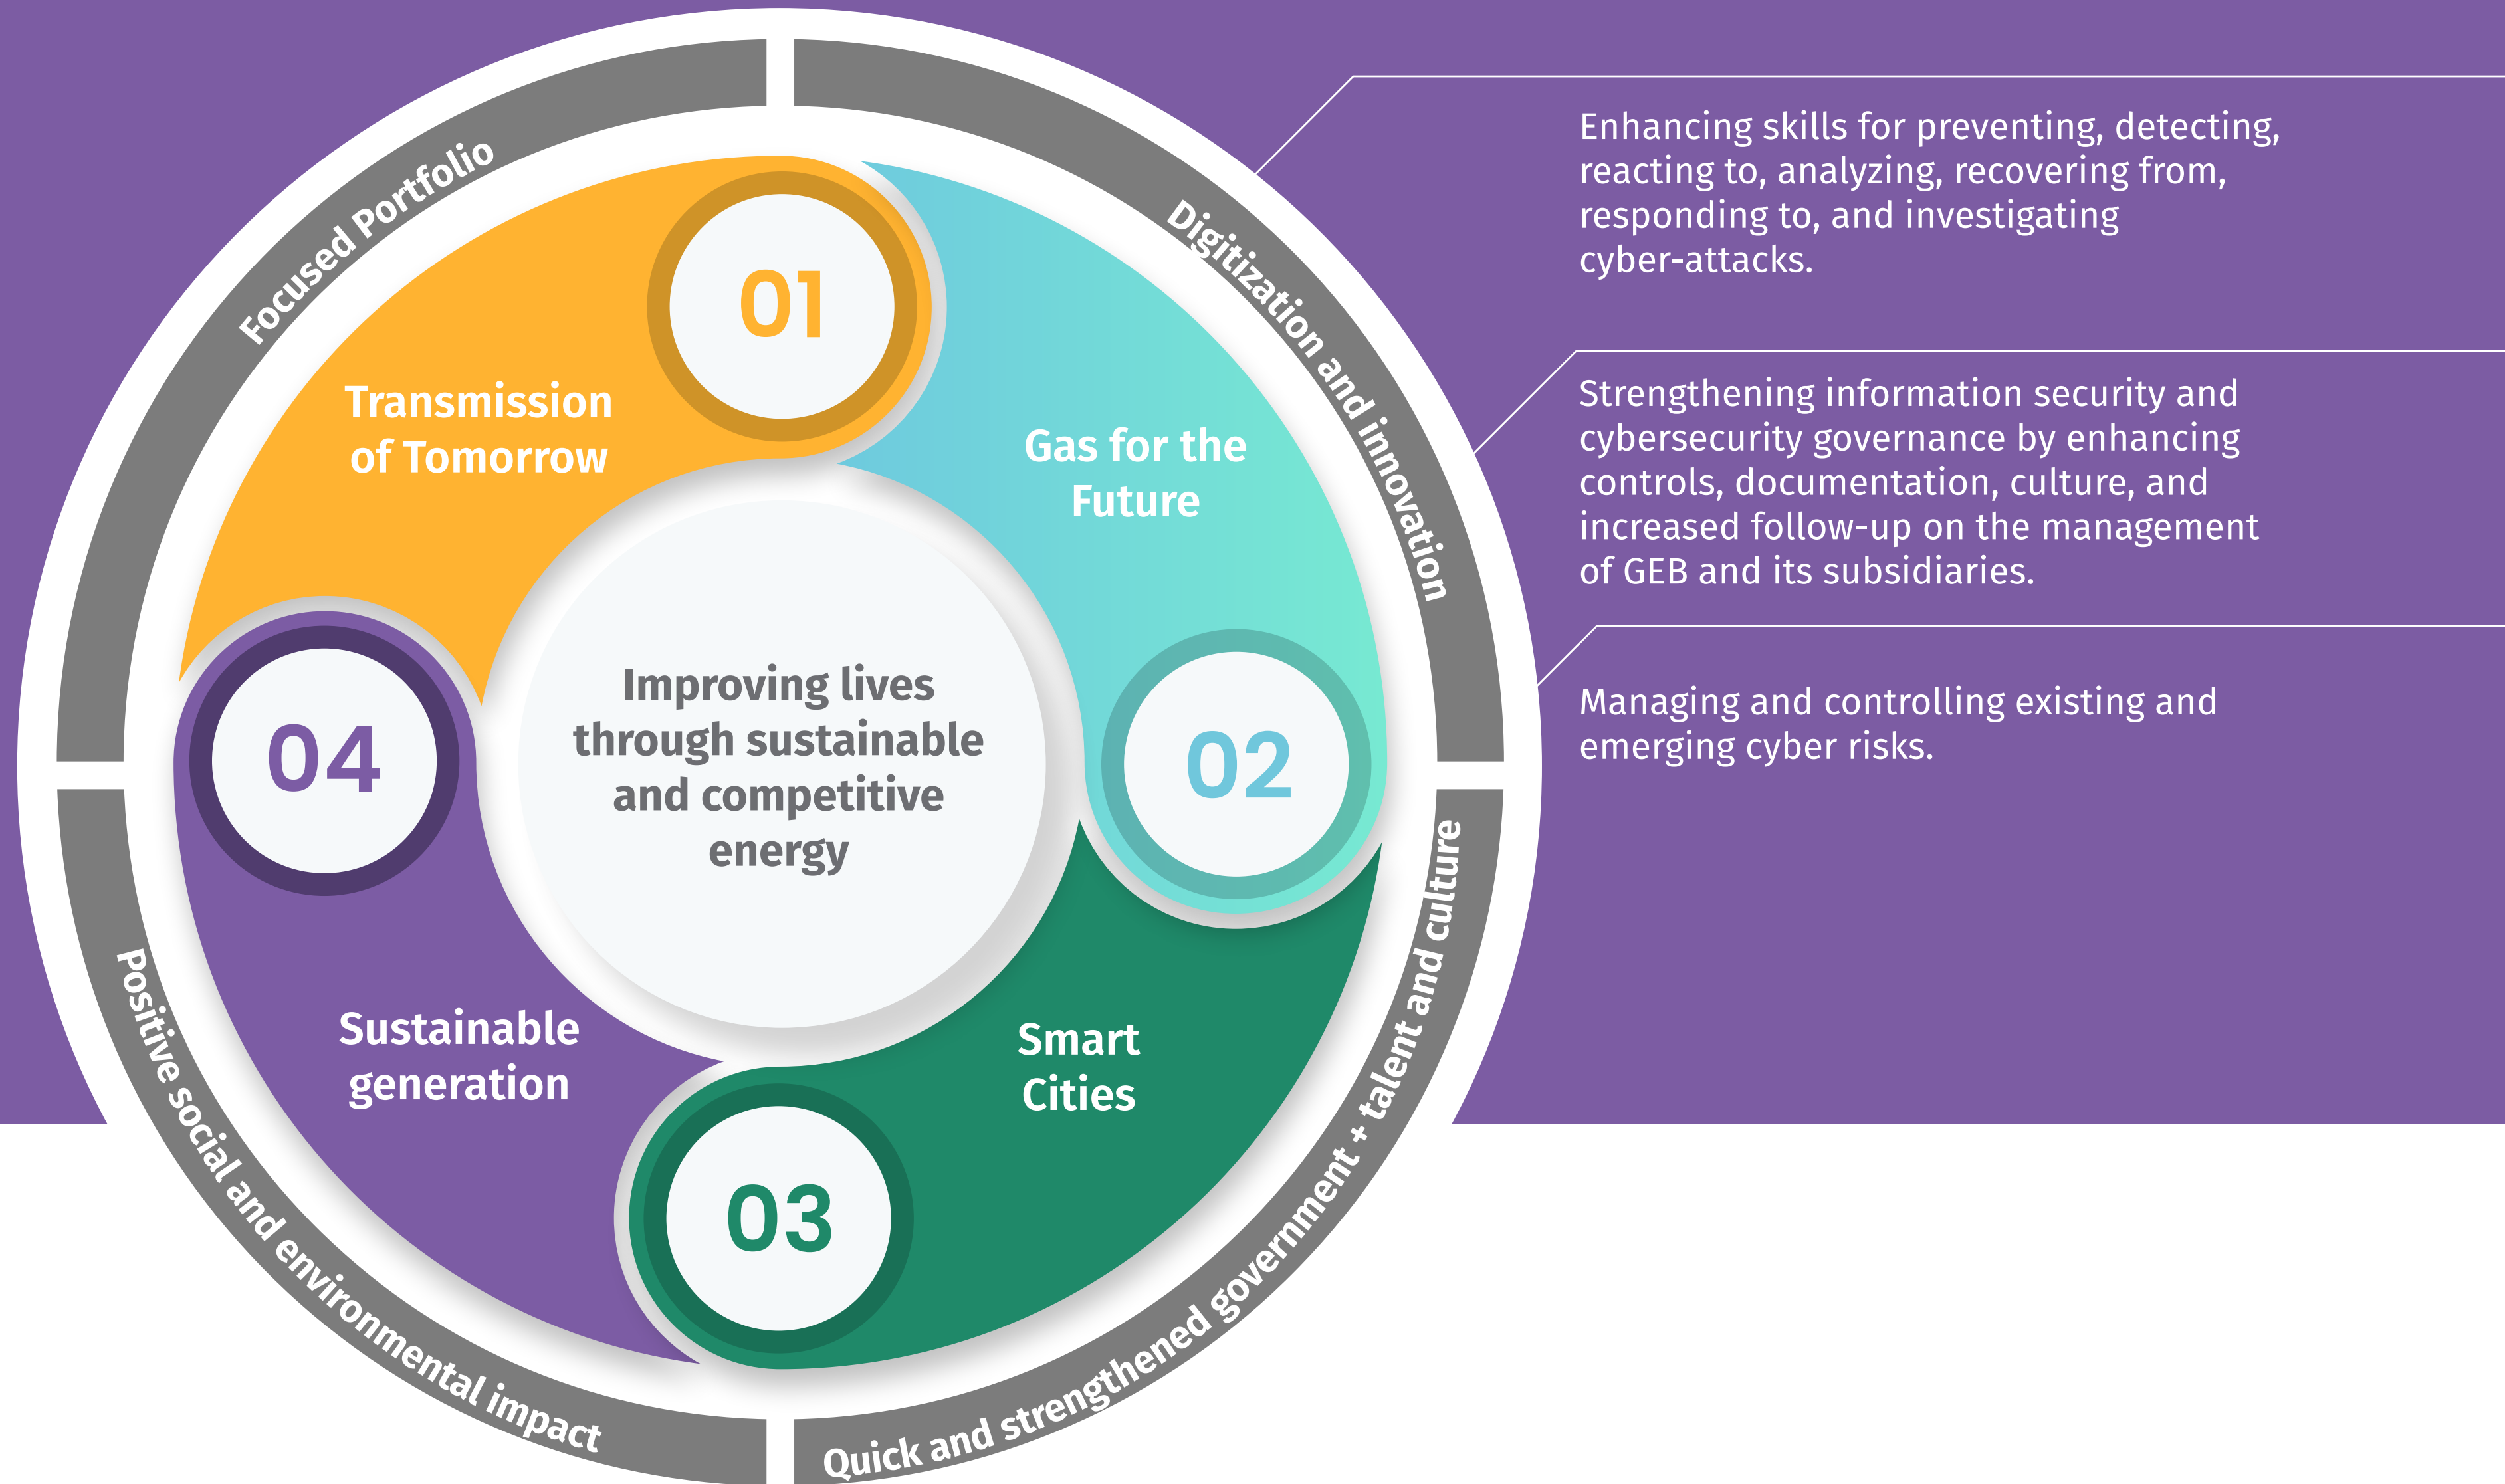 Focused Portfolio
Digitization and innovation
Quick and strengthened government + talent and culture
Positive social and environmental impact
01
Transmission
of Tomorrow
Gas for the
Future
02
03
Smart
Cities
04
Sustainable
generation
Improving lives
through sustainable
and competitive
energy
Enhancing skills for preventing, detecting,
reacting to, analyzing, recovering from,
responding to, and investigating
cyber-attacks.
Strengthening information security and
cybersecurity governance by enhancing
controls, documentation, culture, and
increased follow-up on the management
of GEB and its subsidiaries.
Managing and controlling existing and
emerging cyber risks.